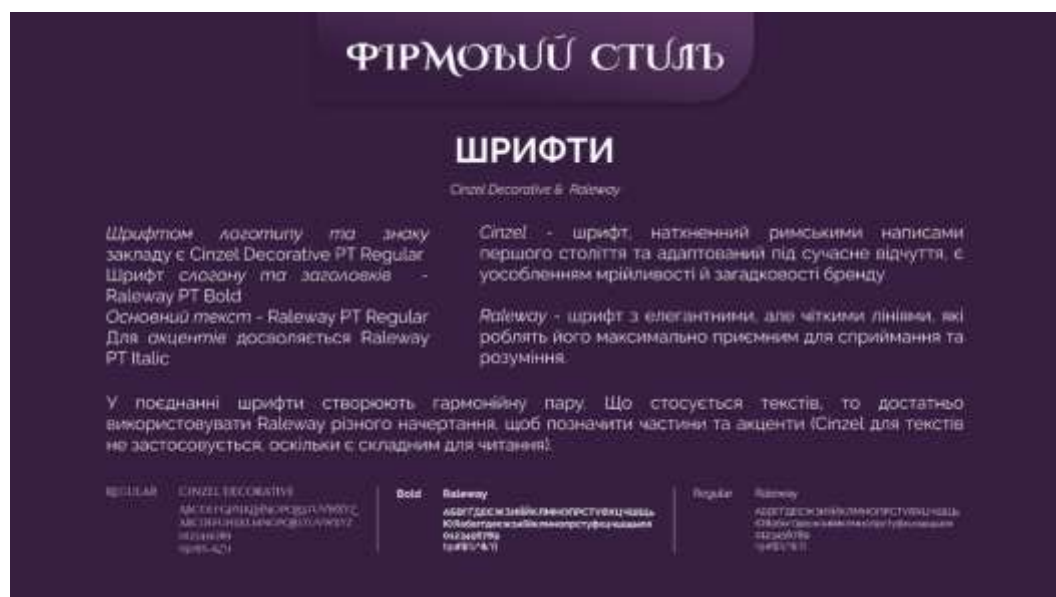 ФІРМОВИЙ СТИЛЬ
ШРИФТИ
Cinzel Decorative & Raleway
Шрифтом логотипу та знаку
закладу є Cinzel Decorative PT Regular
Шрифт слогану та заголовків -
Raleway PT Bold
Основний текст - Raleway PT Regular
Для акцентів досволяється Raleway
PT Italic
Cinzel - шрифт, натхненний римськими написами
першого століття та адаптований під сучасне відчуття, є
уособленням мрійливості й загадковості бренду
Raleway - шрифт з елегантними, але чіткими лініями, які
роблять його максимально приємним для сприймання та
розуміння.
У поєднанні шрифти створюють гармонійну пару. Що стосується текстів, то достатньо
використовувати Raleway різного начертання, щоб позначити частини та акценти (Cinzel для текстів
не застосовується, оскільки є складним для читання).
REGULAR CINZEL DECORATIVE
0123456789
Bold Raleway
0123456789
Regular Raleway
0123456789